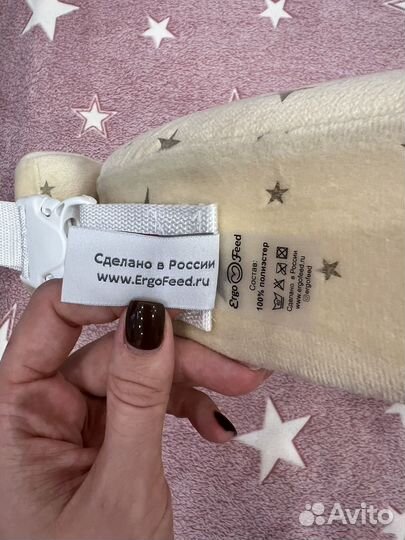 Сделано в России
www.ErgoFeed.ru
Ergo Feed
Состав:
100% полиэстер
Сделано в России
www.ergofeed.ru
@ergofeed
Avito